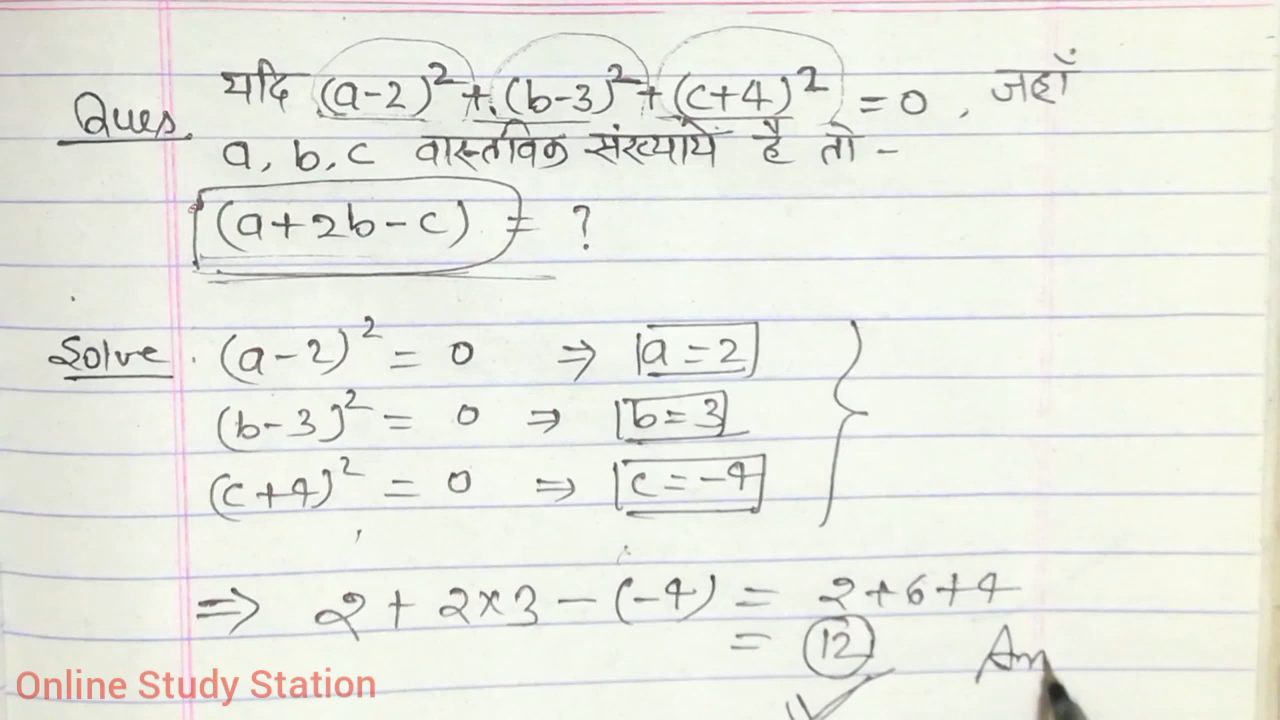 Ques. यदि (a-2)² + (b-3)² + (c+4)² = 0, जहाँ
a, b, c वास्तविक संख्यायें है तो -
(a+2b-c) = ?
Solve. (a-2)² = 0 ⇒ a = 2
(b-3)² = 0 ⇒ b = 3
(c+4)² = 0 ⇒ c = -4
⇒ 2 + 2×3 - (-4) = 2+6+4
= 12 Ans
Online Study Station